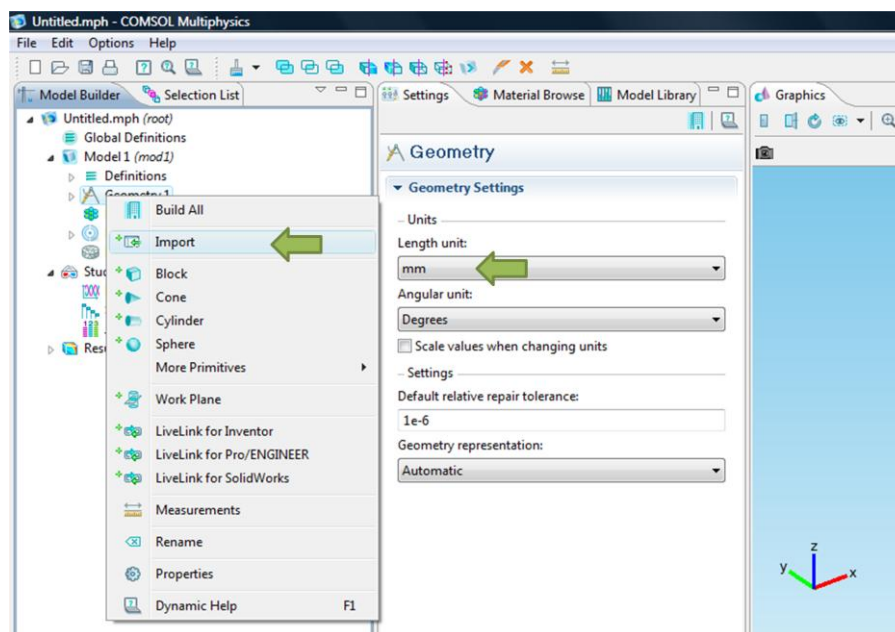 Untitled.mph - COMSOL Multiphysics
File Edit Options Help
Model Builder Selection List
Untitled.mph (root)
Global Definitions
Model 1 (mod1)
Definitions
Geometry 1
Stud
Resu
Build All
Import
Block
Cone
Cylinder
Sphere
More Primitives
Work Plane
LiveLink for Inventor
LiveLink for Pro/ENGINEER
LiveLink for SolidWorks
Measurements
Rename
Properties
Dynamic Help F1
Settings Material Browse Model Library
Geometry
Geometry Settings
Units
Length unit:
mm
Angular unit:
Degrees
Scale values when changing units
Settings
Default relative repair tolerance:
1e-6
Geometry representation:
Automatic
Graphics
z
y
x